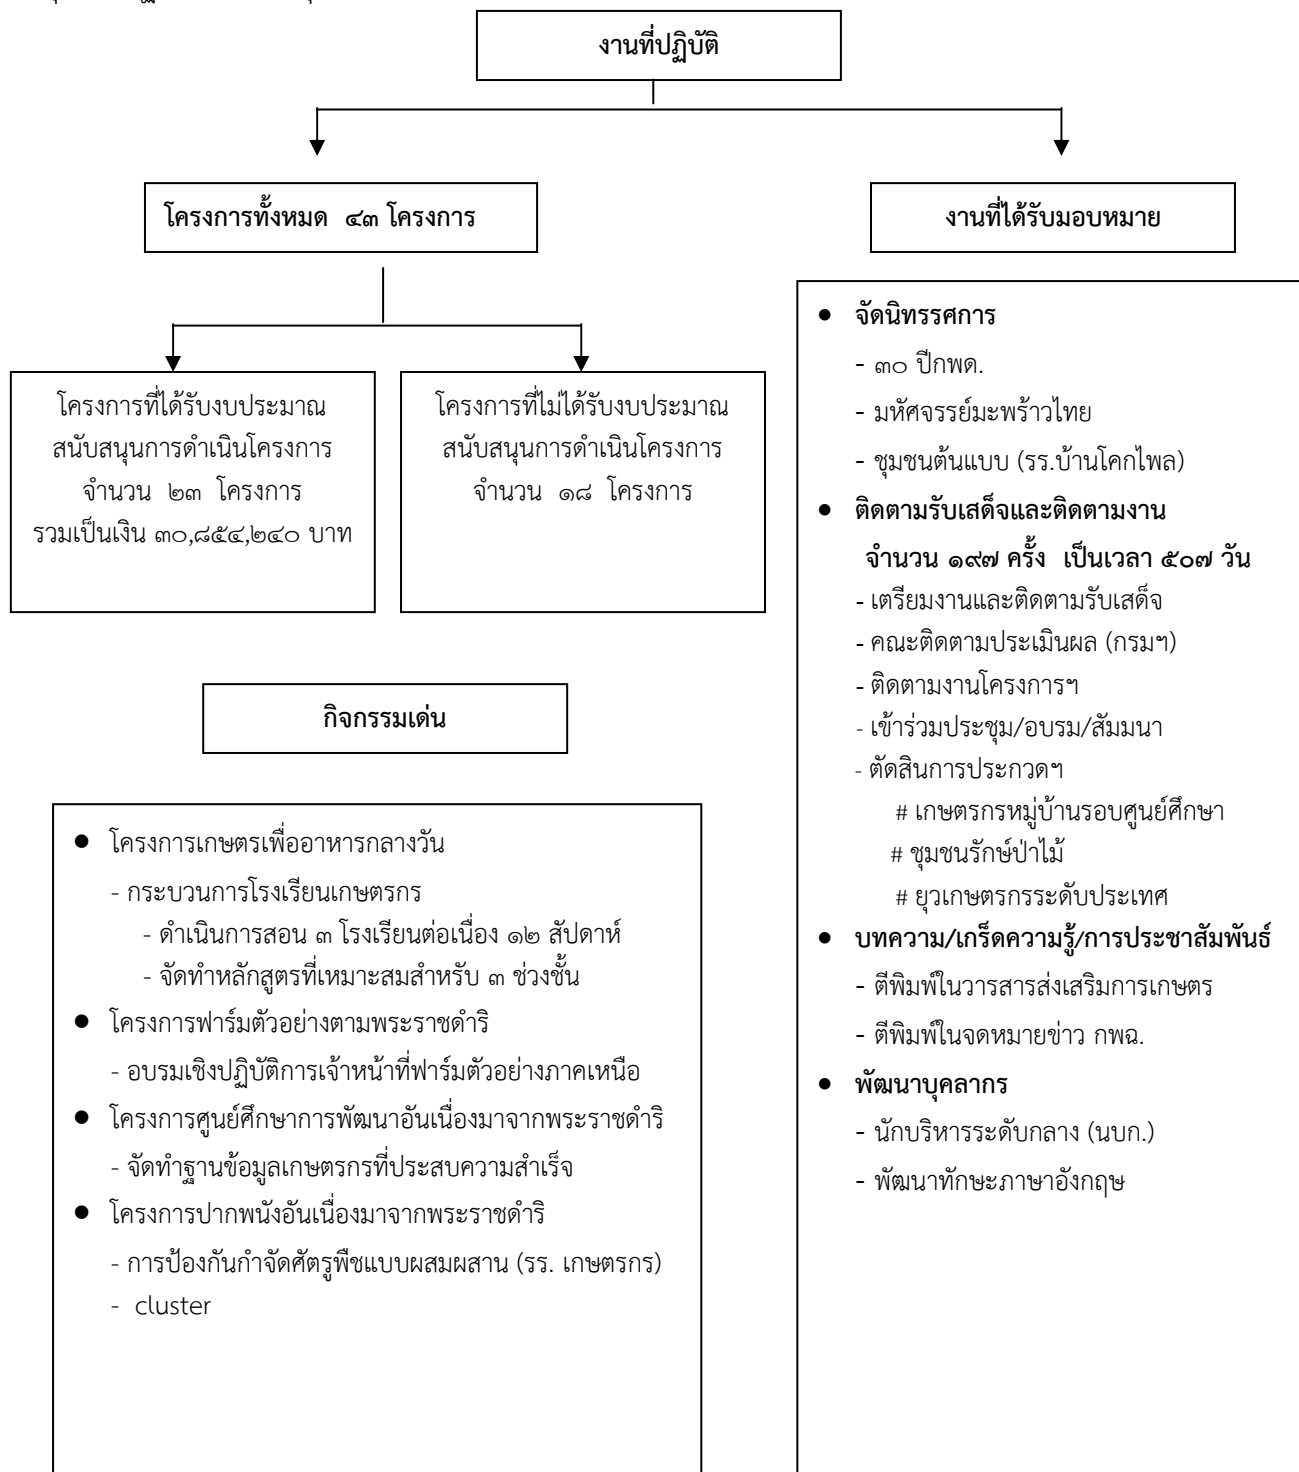 งานที่ปฏิบัติ
โครงการทั้งหมด ๔๓ โครงการ
โครงการที่ได้รับงบประมาณ
สนับสนุนการดำเนินโครงการ
จำนวน ๒๓ โครงการ
รวมเป็นเงิน ๓๐,๘๕๔,๒๔๐ บาท
โครงการที่ไม่ได้รับงบประมาณ
สนับสนุนการดำเนินโครงการ
จำนวน ๑๘ โครงการ
กิจกรรมเด่น
● โครงการเกษตรเพื่ออาหารกลางวัน
- กระบวนการโรงเรียนเกษตรกร
- ดำเนินการสอน ๓ โรงเรียนต่อเนื่อง ๑๒ สัปดาห์
- จัดทำหลักสูตรที่เหมาะสมสำหรับ ๓ ช่วงชั้น
● โครงการฟาร์มตัวอย่างตามพระราชดำริ
- อบรมเชิงปฏิบัติการเจ้าหน้าที่ฟาร์มตัวอย่างภาคเหนือ
● โครงการศูนย์ศึกษาการพัฒนาอันเนื่องมาจากพระราชดำริ
- จัดทำฐานข้อมูลเกษตรกรที่ประสบความสำเร็จ
● โครงการปากพนังอันเนื่องมาจากพระราชดำริ
- การป้องกันกำจัดศัตรูพืชแบบผสมผสาน (รร. เกษตรกร)
- cluster
งานที่ได้รับมอบหมาย
● จัดนิทรรศการ
- ๓๐ ปีกพด.
- มหัศจรรย์มะพร้าวไทย
- ชุมชนต้นแบบ (รร.บ้านโคกไพล)
● ติดตามรับเสด็จและติดตามงาน
จำนวน ๑๙๗ ครั้ง เป็นเวลา ๕๐๗ วัน
- เตรียมงานและติดตามรับเสด็จ
- คณะติดตามประเมินผล (กรมฯ)
- ติดตามงานโครงการฯ
- เข้าร่วมประชุม/อบรม/สัมมนา
- ตัดสินการประกวดฯ
# เกษตรกรหมู่บ้านรอบศูนย์ศึกษา
# ชุมชนรักษ์ป่าไม้
# ยุวเกษตรกรระดับประเทศ
● บทความ/เกร็ดความรู้/การประชาสัมพันธ์
- ตีพิมพ์ในวารสารส่งเสริมการเกษตร
- ตีพิมพ์ในจดหมายข่าว กพฉ.
● พัฒนาบุคลากร
- นักบริหารระดับกลาง (นบก.)
- พัฒนาทักษะภาษาอังกฤษ